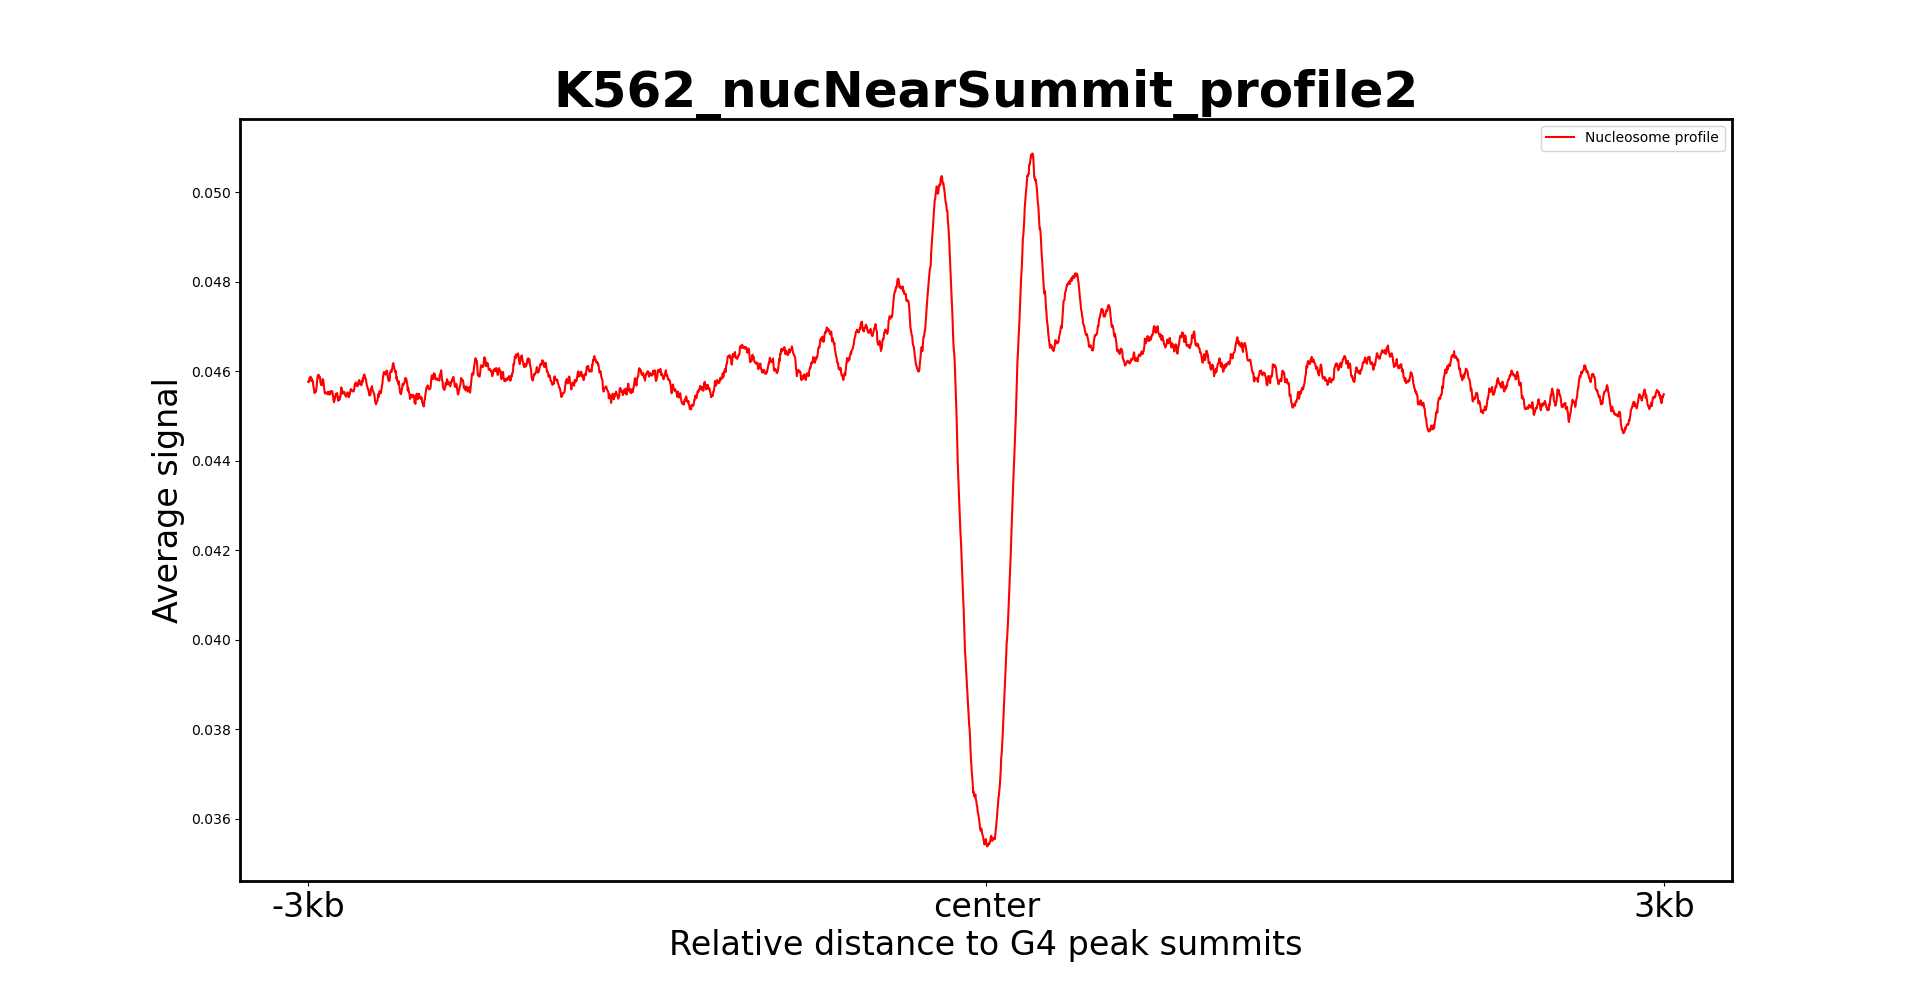 K562_nucNearSummit_profile2
Nucleosome profile
0.050
0.048
0.046
0.044
0.042
0.040
0.038
0.036
Average signal
-3kb
center
3kb
Relative distance to G4 peak summits